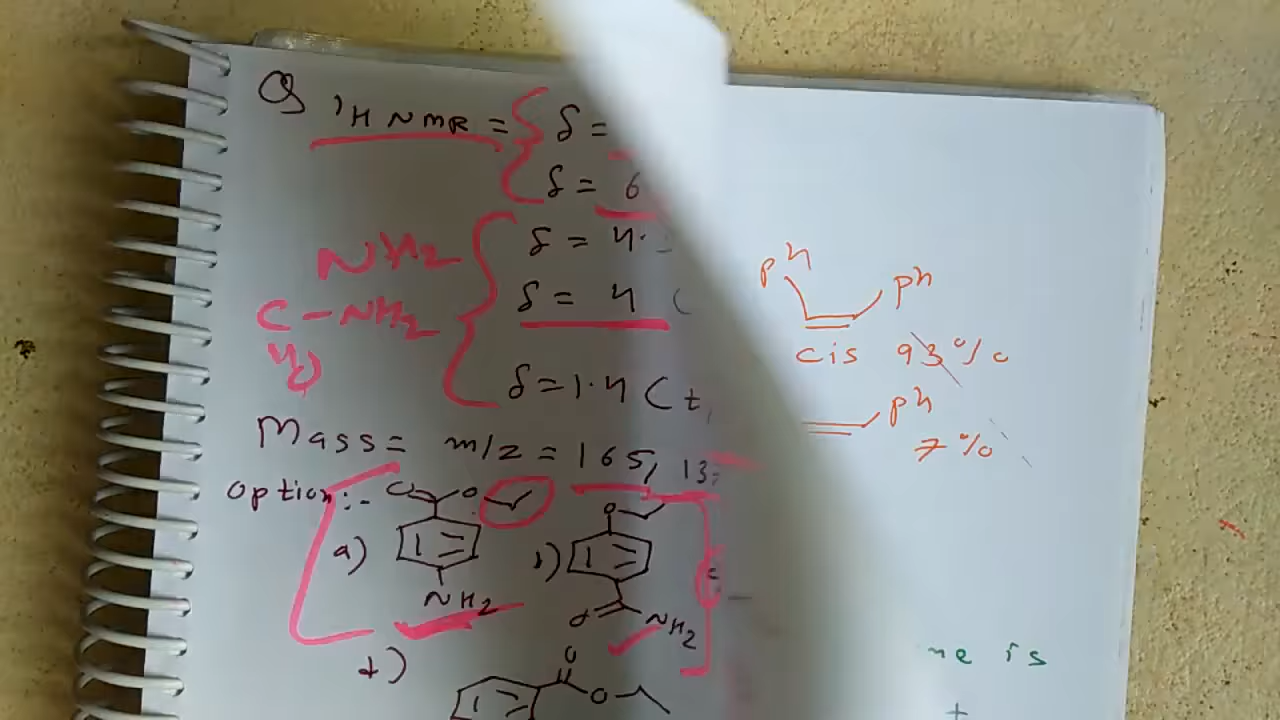 Q ¹H NMR = δ =
δ = 6
NH₂ δ = 4.
C-NH₂ δ = 4 (
δ = 1.4 (t,
Mass = m/z = 165, 13
option:-
a) O O NH₂
b) O O NH₂
d) O O
Ph Ph
cis 93%
Ph
7%
is